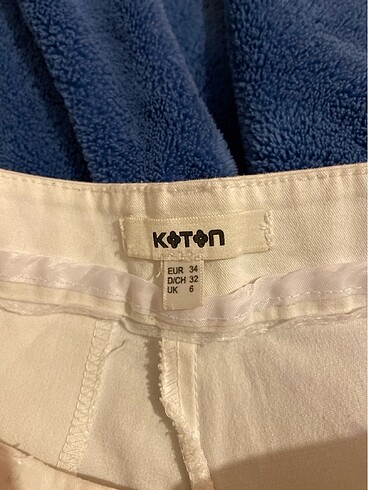 KOTON
EUR 34
D/CH 32
UK 6